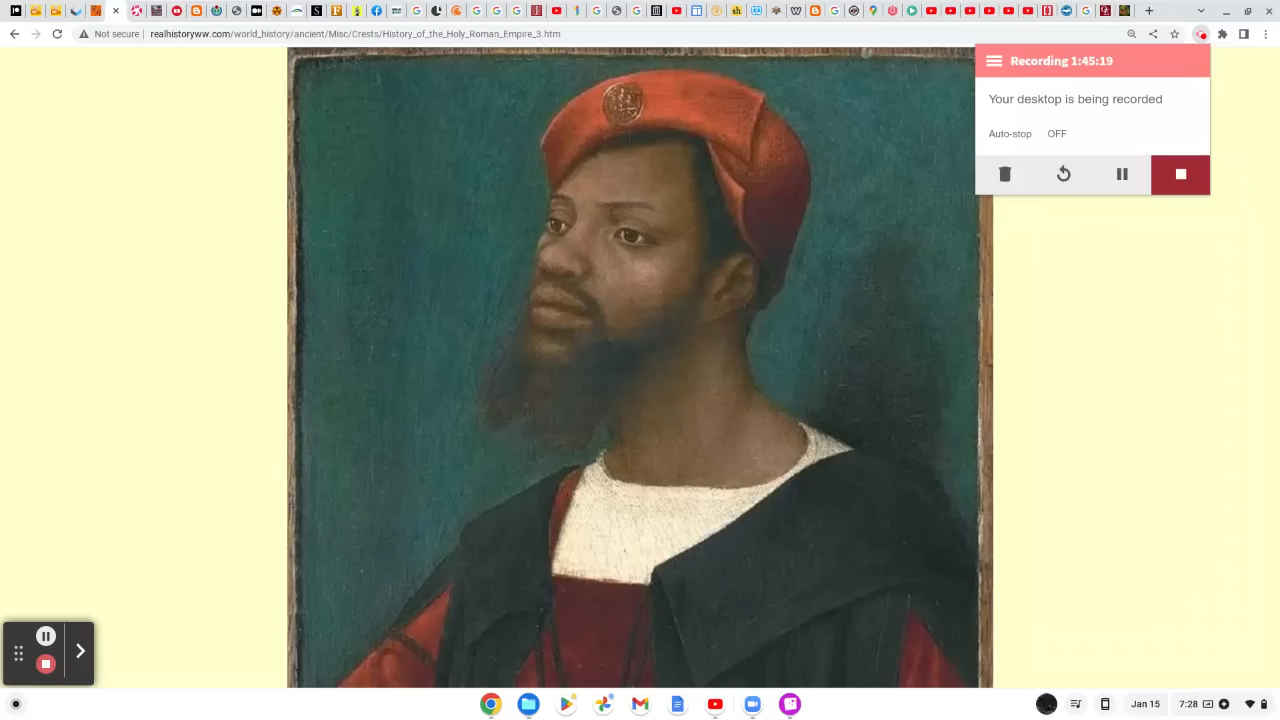 Not secure
realhistoryww.com/world_history/ancient/Misc/Crests/History_of_the_Holy_Roman_Empire_3.htm
Recording 1:45:19
Your desktop is being recorded
Auto-stop OFF
Jan 15
7:28